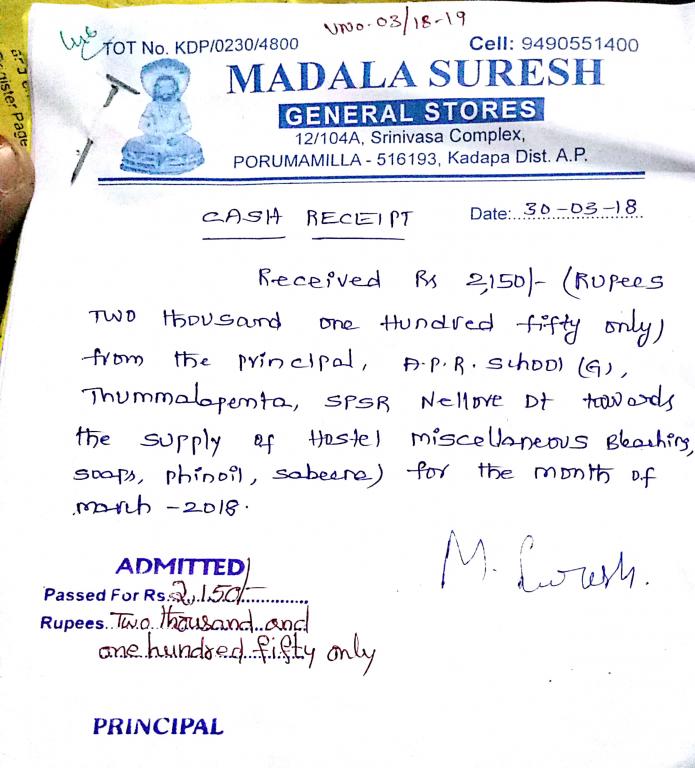 VNo. 03/18-19
TOT No. KDP/0230/4800
Cell: 9490551400
MADALA SURESH
GENERAL STORES
12/104A, Srinivasa Complex,
PORUMAMILLA - 516193, Kadapa Dist. A.P.
CASH RECEIPT
Date: 30-03-18
Received Rs 2,150/- (Rupees
TWO thousand one Hundred fifty only)
from the principal, A.P.R. School (G),
Thummalapenta, SPSR Nellore Dt towards
the supply of Hostel miscellaneous Bleaching,
soaps, phinoil, sabeena) for the month of
march - 2018.
M. Suresh.
ADMITTED
Passed For Rs. 2,150/-
Rupees Two thousand and
one hundred fifty only
PRINCIPAL
ister Page